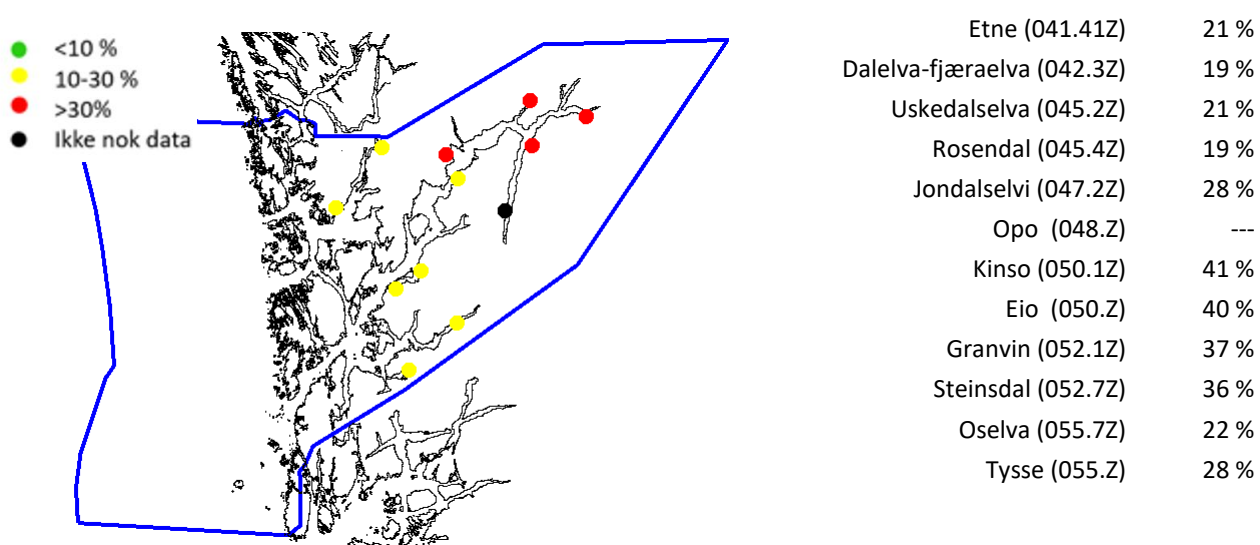 <10 %
10-30 %
>30%
Ikke nok data
Etne (041.41Z) 21 %
Dalelva-fjæraelva (042.3Z) 19 %
Uskedalselva (045.2Z) 21 %
Rosendal (045.4Z) 19 %
Jondalselvi (047.2Z) 28 %
Opo (048.Z) ---
Kinso (050.1Z) 41 %
Eio (050.Z) 40 %
Granvin (052.1Z) 37 %
Steinsdal (052.7Z) 36 %
Oselva (055.7Z) 22 %
Tysse (055.Z) 28 %